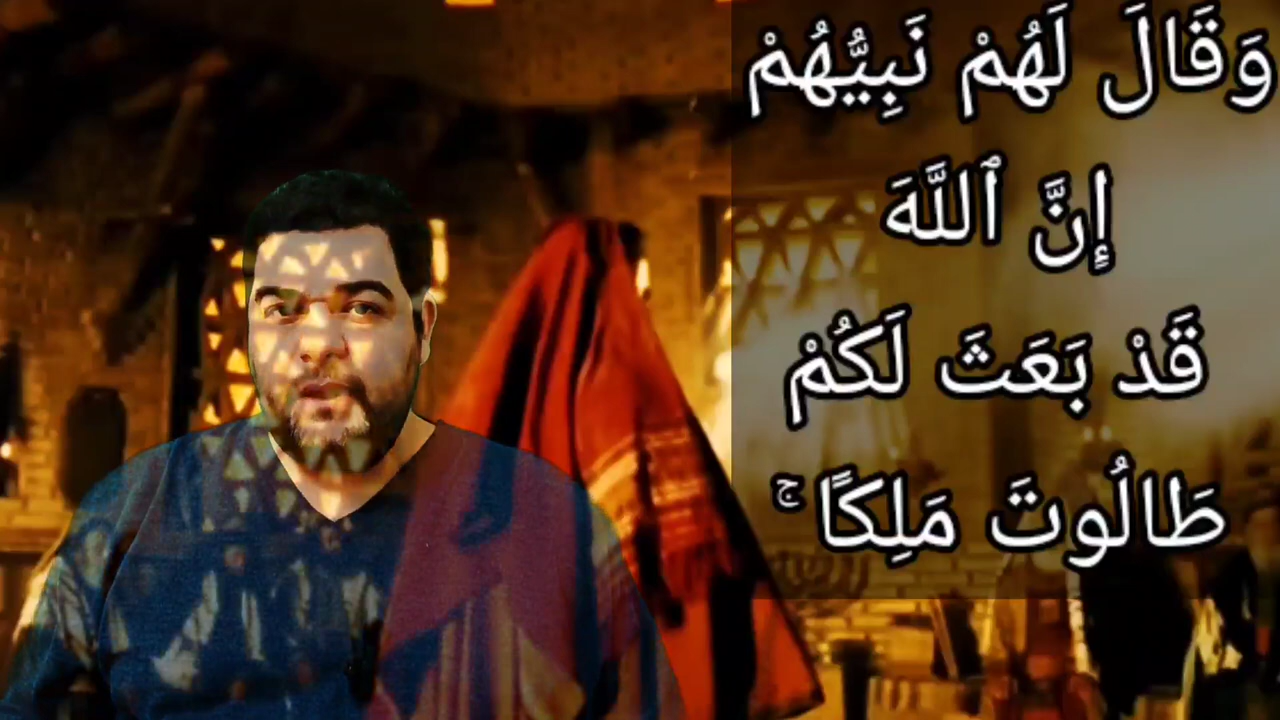 وَقَالَ لَهُمْ نَبِيُّهُمْ
إِنَّ ٱللَّهَ
قَدْ بَعَثَ لَكُمْ
طَالُوتَ مَلِكًا ۚ